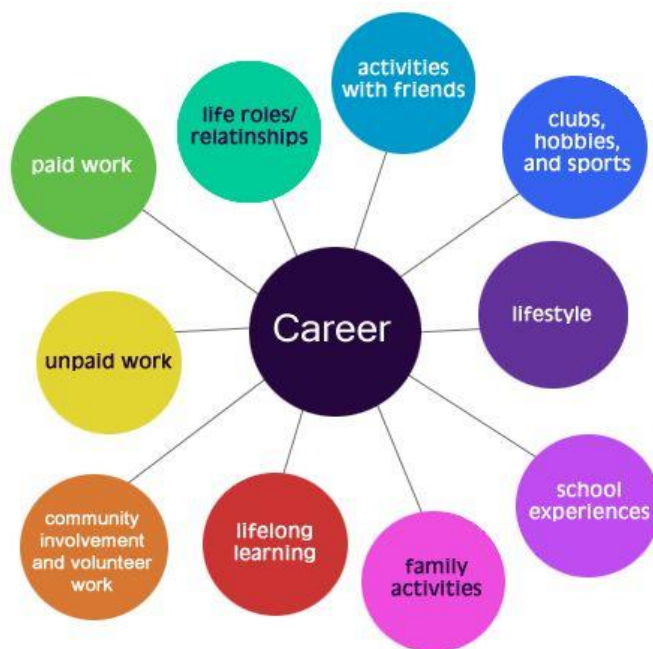 activities
with friends
life roles/
relatinships
clubs,
hobbies,
and sports
paid work
Career
lifestyle
unpaid work
school
experiences
community
involvement
and volunteer
work
lifelong
learning
family
activities